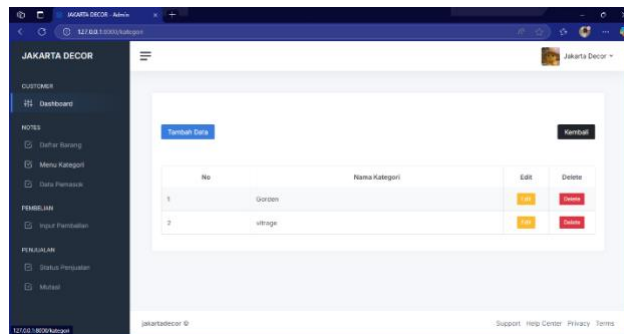 JAKARTA DECOR - Admin
127.0.0.1:8000/kategori
JAKARTA DECOR
Jakarta Decor
CUSTOMER
Dashboard
NOTES
Daftar Barang
Menu Kategori
Data Pemasok
PEMBELIAN
Input Pembelian
PENJUALAN
Status Penjualan
Mutasi
Tambah Data
Kembali
No Nama Kategori Edit Delete
1 Gorden Edit Delete
2 vitrage Edit Delete
jakartadecor ©
Support Help Center Privacy Terms
127.0.0.1:8000/kategori